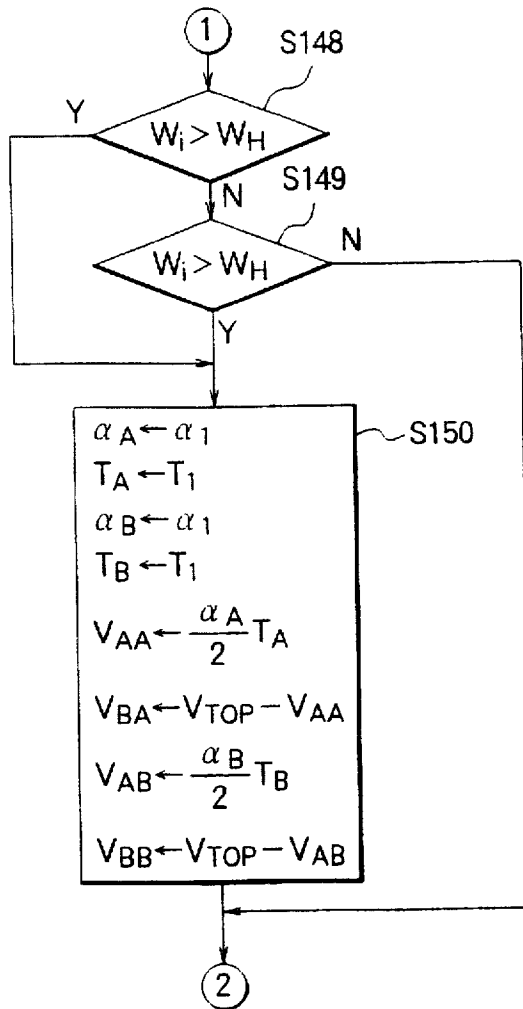 1
S148
Y
Wi > WH
N
S149
N
Wi > WH
Y
S150
αA ← α1
TA ← T1
αB ← α1
TB ← T1
VAA ← αA/2 TA
VBA ← VTOP − VAA
VAB ← αB/2 TB
VBB ← VTOP − VAB
2